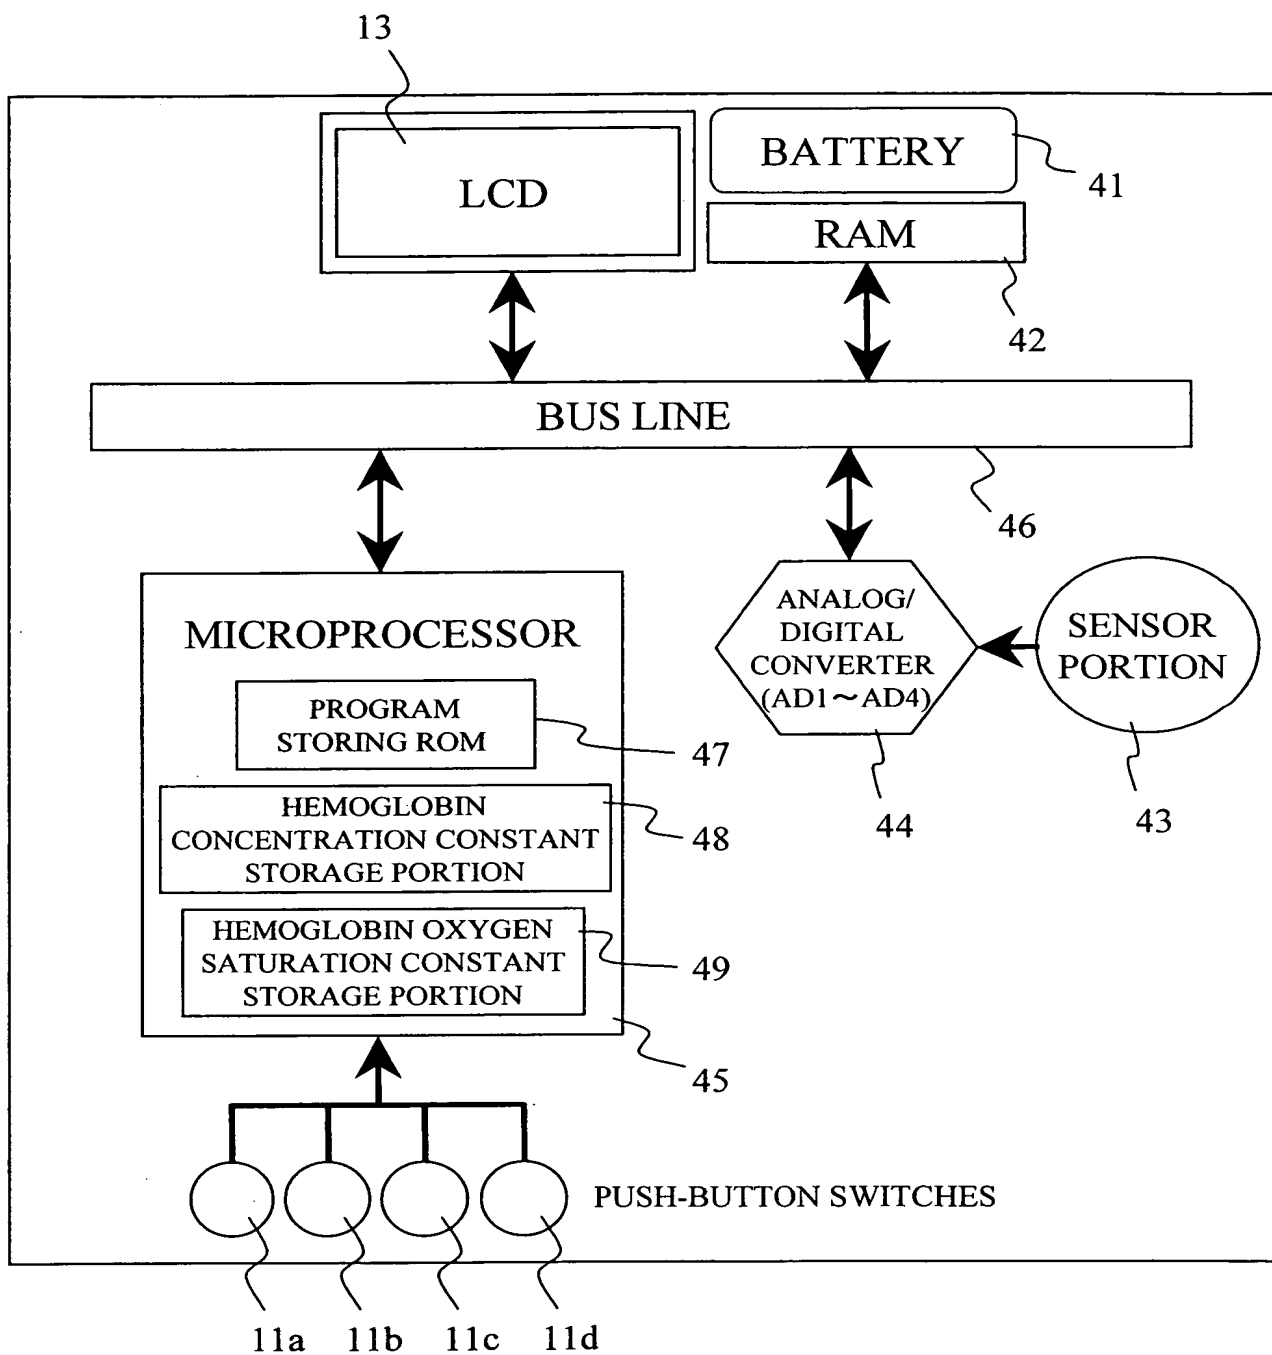 13
BATTERY
LCD
41
RAM
42
BUS LINE
46
ANALOG/
DIGITAL
CONVERTER
(AD1～AD4)
SENSOR
PORTION
MICROPROCESSOR
PROGRAM
STORING ROM
47
44
43
HEMOGLOBIN
CONCENTRATION CONSTANT
STORAGE PORTION
48
HEMOGLOBIN OXYGEN
SATURATION CONSTANT
STORAGE PORTION
49
45
PUSH-BUTTON SWITCHES
11a
11b
11c
11d